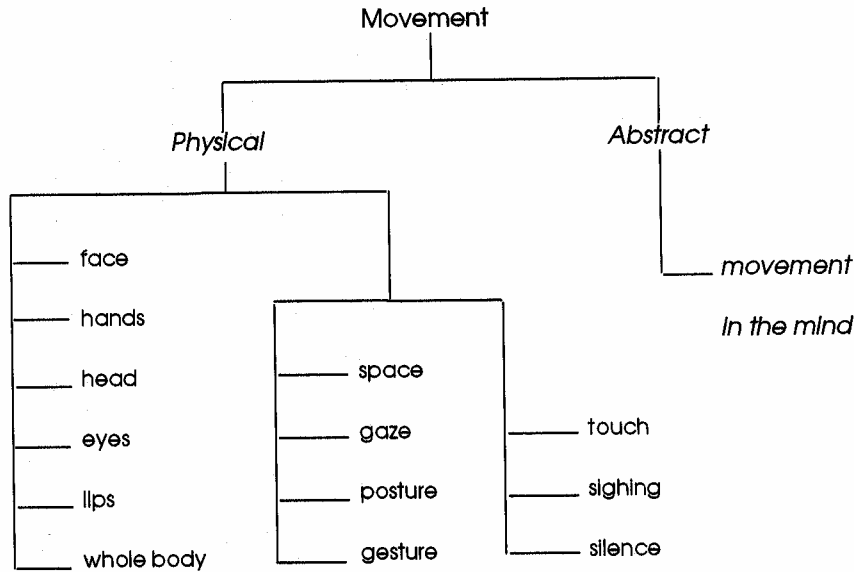 Movement
Physical
Abstract
face
hands
head
eyes
lips
whole body
space
gaze
posture
gesture
touch
sighing
silence
movement
in the mind